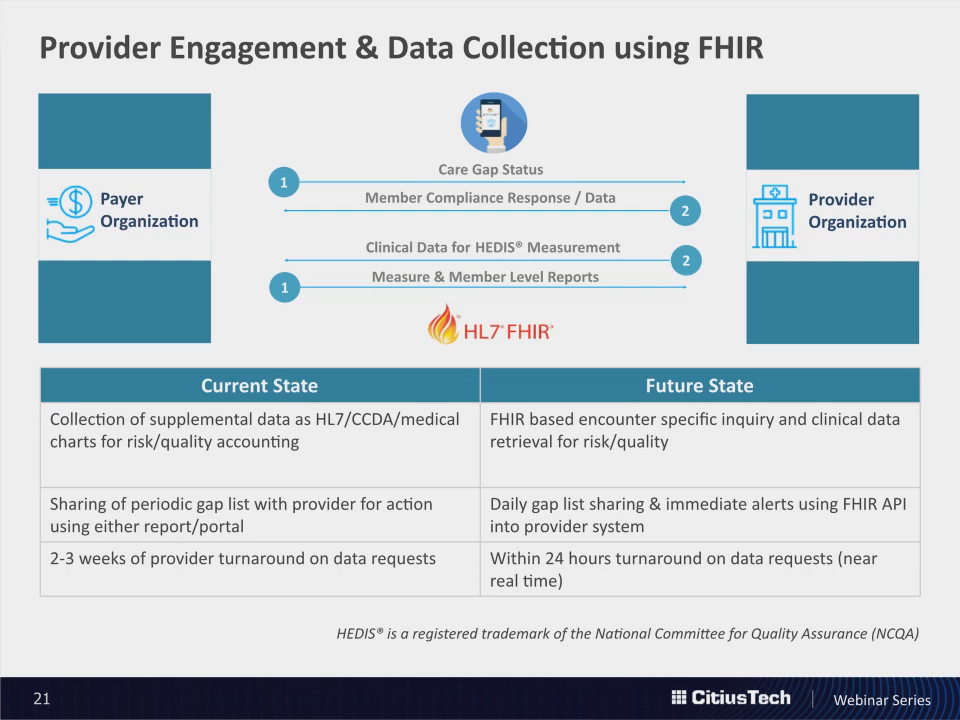 Provider Engagement & Data Collection using FHIR
Payer
Organization
Care Gap Status
1
Member Compliance Response / Data
2
Clinical Data for HEDIS® Measurement
2
Measure & Member Level Reports
1
HL7® FHIR®
Provider
Organization
Current State
Future State
Collection of supplemental data as HL7/CCDA/medical
charts for risk/quality accounting
FHIR based encounter specific inquiry and clinical data
retrieval for risk/quality
Sharing of periodic gap list with provider for action
using either report/portal
Daily gap list sharing & immediate alerts using FHIR API
into provider system
2-3 weeks of provider turnaround on data requests
Within 24 hours turnaround on data requests (near
real time)
HEDIS® is a registered trademark of the National Committee for Quality Assurance (NCQA)
21
CitiusTech
Webinar Series